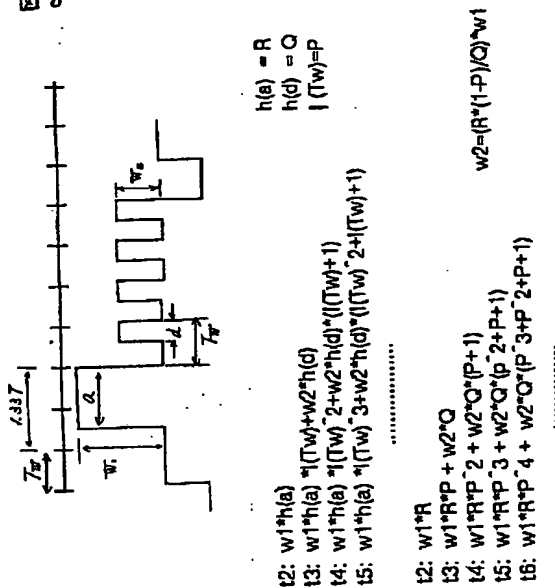 Tw
1.33T
W1
a
d
Tw
W2
t2: w1*h(a)
t3: w1*h(a) *l(Tw)+w2*h(d)
t4: w1*h(a) *l(Tw)^2+w2*h(d)*(l(Tw)+1)
t5: w1*h(a) *l(Tw)^3+w2*h(d)*(l(Tw)^2+l(Tw)+1)
..................
h(a) = R
h(d) = Q
l (Tw)=P
t2: w1*R
t3: w1*R*P + w2*Q
t4: w1*R*P^2 + w2*Q*(P+1)
t5: w1*R*P^3 + w2*Q*(p^2+P+1)
t6: w1*R*P^4 + w2*Q*(P^3+P^2+P+1)
w2=(R*(1-P)/Q)*w1